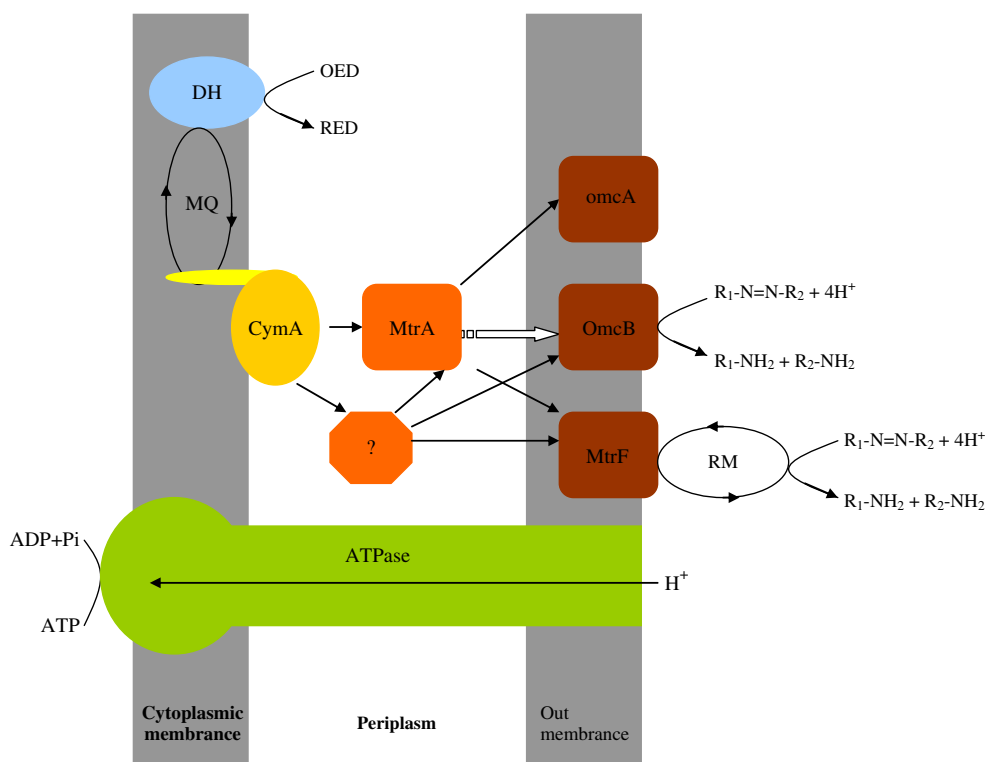 DH
OED
RED
MQ
omcA
CymA
MtrA
OmcB
R₁-N=N-R₂ + 4H⁺
R₁-NH₂ + R₂-NH₂
?
MtrF
RM
R₁-N=N-R₂ + 4H⁺
R₁-NH₂ + R₂-NH₂
ADP+Pi
ATP
ATPase
H⁺
Cytoplasmic
membrance
Periplasm
Out
membrance